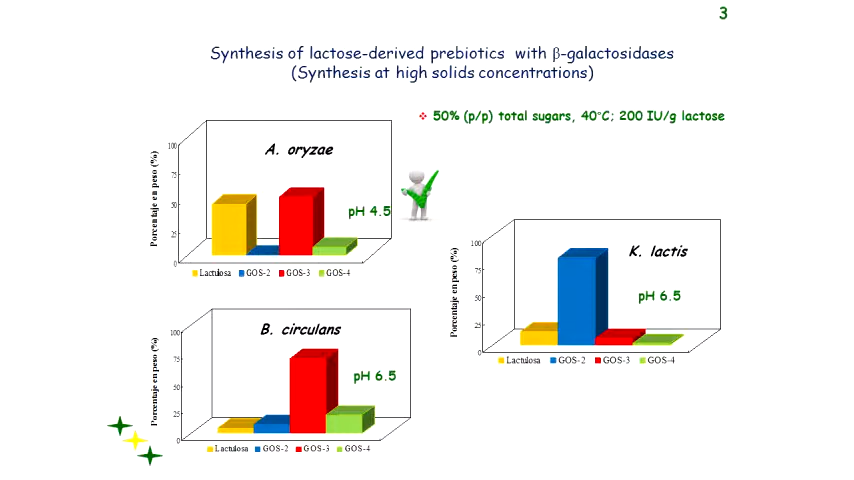 3
Synthesis of lactose-derived prebiotics with β-galactosidases
(Synthesis at high solids concentrations)
50% (p/p) total sugars, 40°C; 200 IU/g lactose
A. oryzae
pH 4.5
Porcentaje en peso (%)
100
75
50
25
0
Lactulosa GOS-2 GOS-3 GOS-4
K. lactis
pH 6.5
Porcentaje en peso (%)
100
75
50
25
0
Lactulosa GOS-2 GOS-3 GOS-4
B. circulans
pH 6.5
Porcentaje en peso (%)
100
75
50
25
0
Lactulosa GOS-2 GOS-3 GOS-4